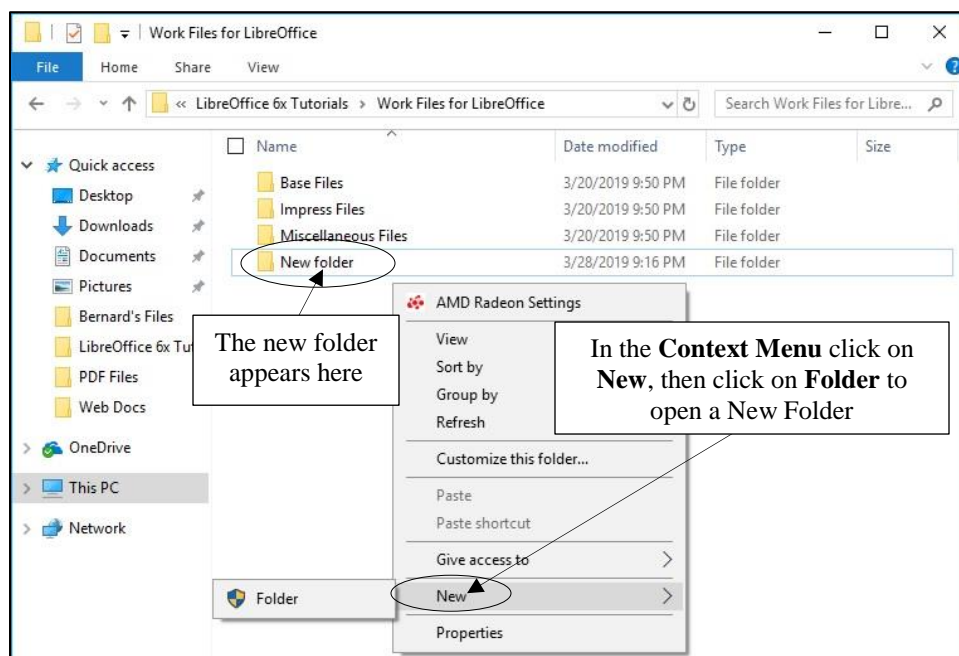 Work Files for LibreOffice
File Home Share View
« LibreOffice 6x Tutorials > Work Files for LibreOffice Search Work Files for Libre...
Name Date modified Type Size
Quick access
Desktop
Downloads
Documents
Pictures
Bernard's Files
LibreOffice 6x Tut
PDF Files
Web Docs
OneDrive
This PC
Network
Base Files 3/20/2019 9:50 PM File folder
Impress Files 3/20/2019 9:50 PM File folder
Miscellaneous Files 3/20/2019 9:50 PM File folder
New folder 3/28/2019 9:16 PM File folder
The new folder
appears here
AMD Radeon Settings
View
Sort by
Group by
Refresh
Customize this folder...
Paste
Paste shortcut
Give access to
New
Properties
Folder
In the Context Menu click on
New, then click on Folder to
open a New Folder